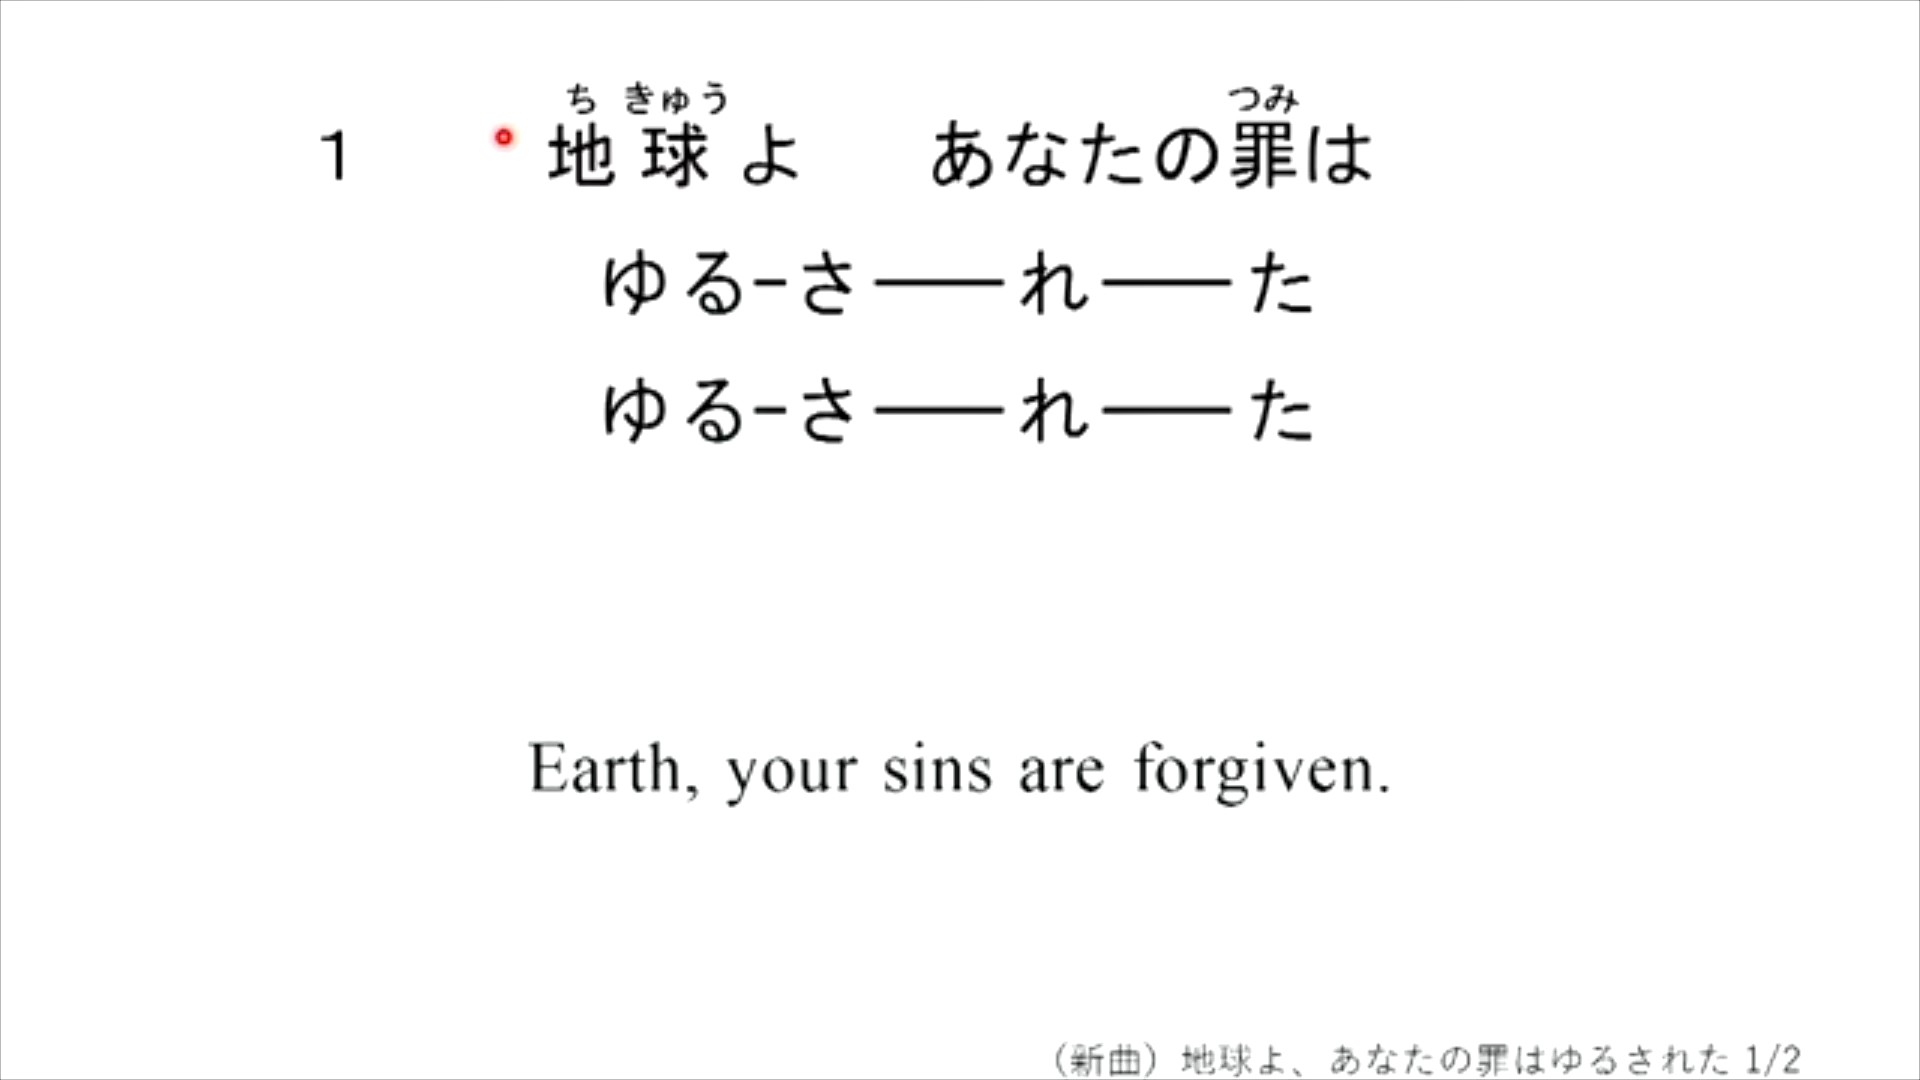 ち きゅう つみ
1 地球よ あなたの罪は
ゆる-さ――れ――た
ゆる-さ――れ――た
Earth, your sins are forgiven.
（新曲）地球よ、あなたの罪はゆるされた 1/2